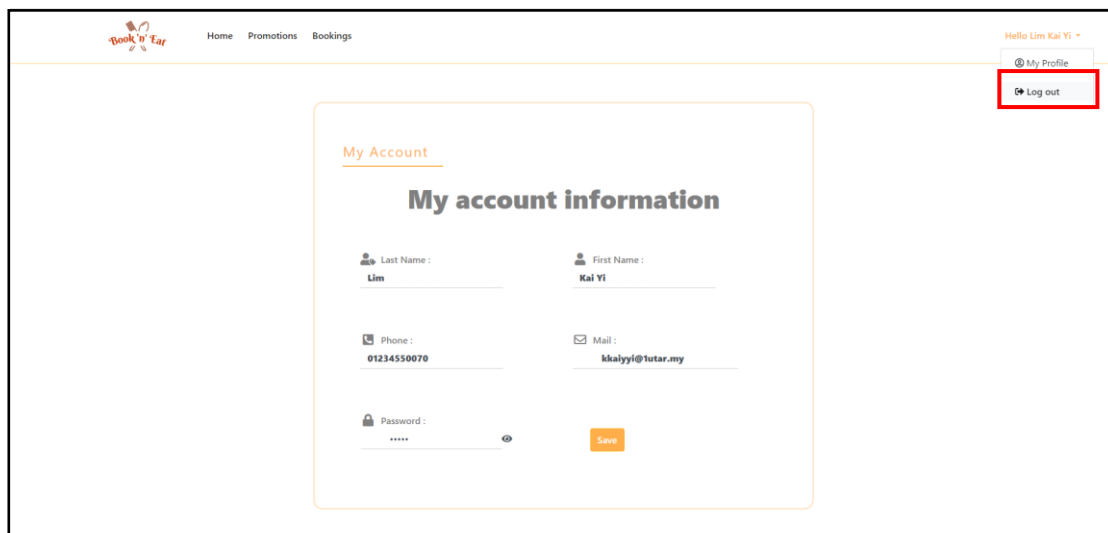 Book 'n' Eat
Home Promotions Bookings
Hello Lim Kai Yi
My Profile
Log out
My Account
My account information
Last Name :
Lim
First Name :
Kai Yi
Phone :
01234550070
Mail :
kkaiyyi@1utar.my
Password :
•••••
Save